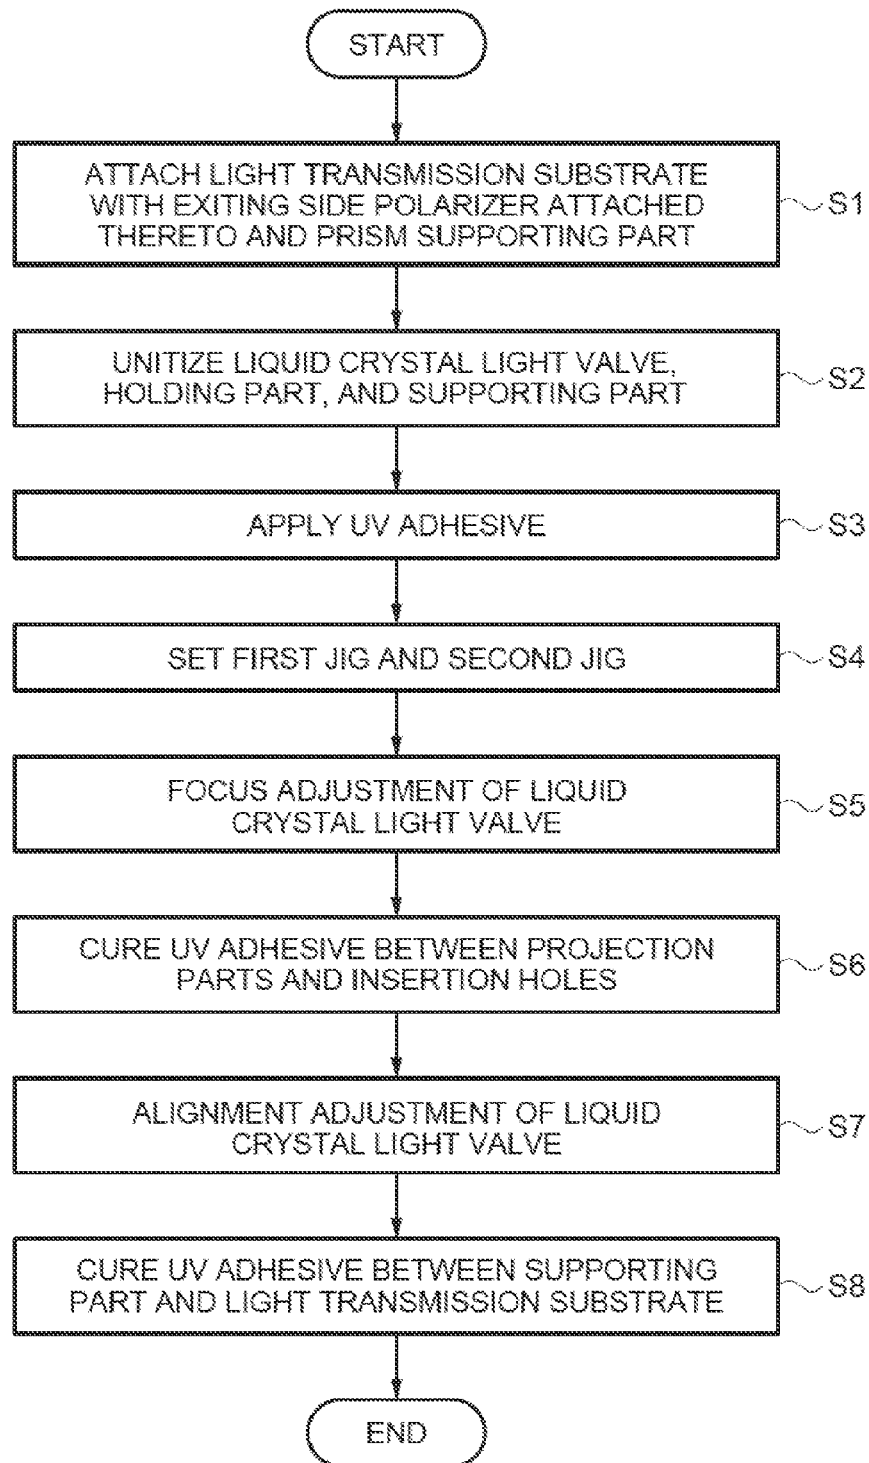 START
ATTACH LIGHT TRANSMISSION SUBSTRATE
WITH EXITING SIDE POLARIZER ATTACHED
THERETO AND PRISM SUPPORTING PART
S1
UNITIZE LIQUID CRYSTAL LIGHT VALVE,
HOLDING PART, AND SUPPORTING PART
S2
APPLY UV ADHESIVE
S3
SET FIRST JIG AND SECOND JIG
S4
FOCUS ADJUSTMENT OF LIQUID
CRYSTAL LIGHT VALVE
S5
CURE UV ADHESIVE BETWEEN PROJECTION
PARTS AND INSERTION HOLES
S6
ALIGNMENT ADJUSTMENT OF LIQUID
CRYSTAL LIGHT VALVE
S7
CURE UV ADHESIVE BETWEEN SUPPORTING
PART AND LIGHT TRANSMISSION SUBSTRATE
S8
END